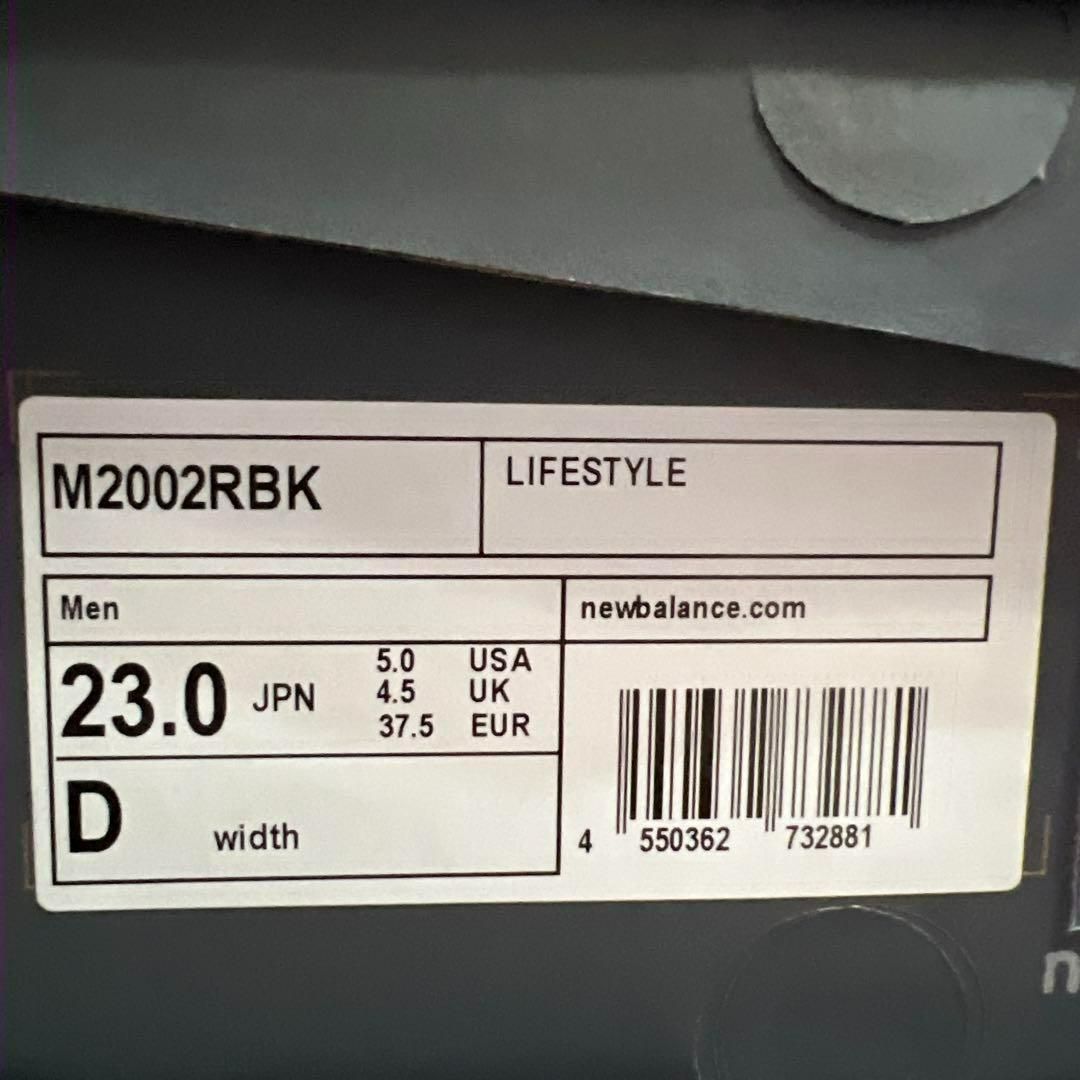 M2002RBK
LIFESTYLE
Men
newbalance.com
23.0 JPN
5.0 USA
4.5 UK
37.5 EUR
D width
4 550362 732881
n